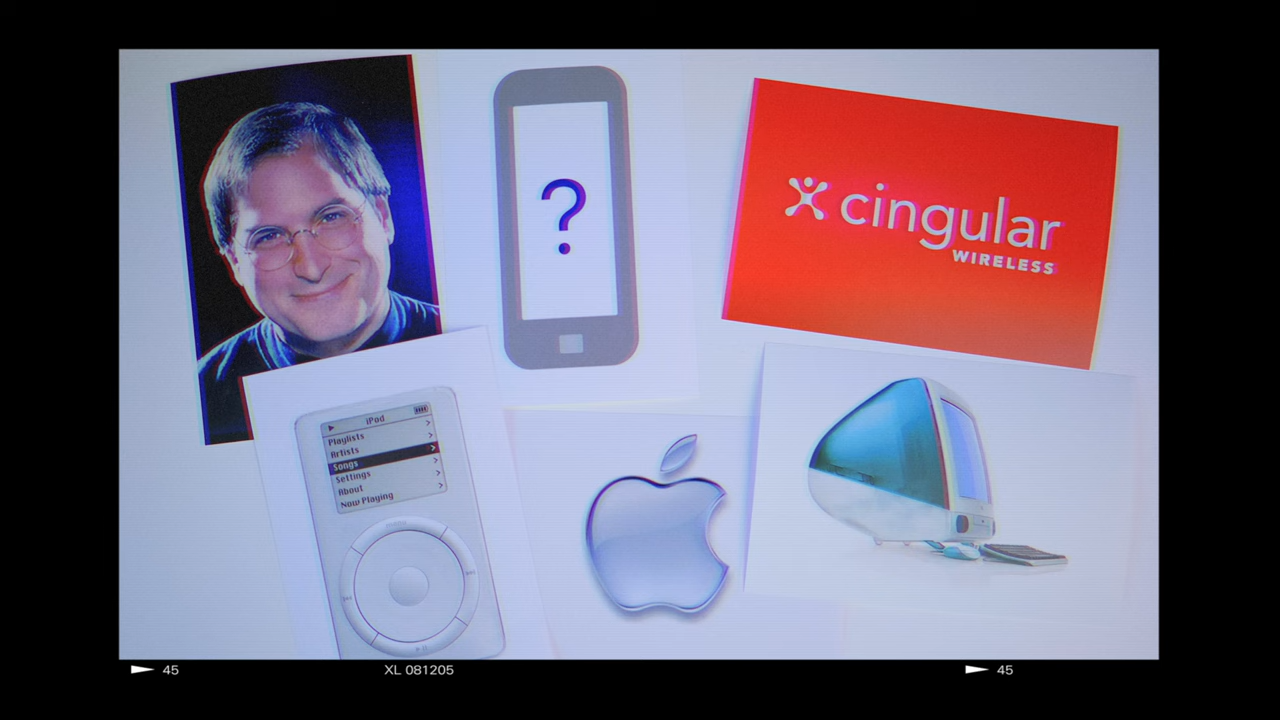 ?
cingular
WIRELESS
iPod
Playlists
Artists
Songs
Settings
About
Now Playing
45
XL 081205
45